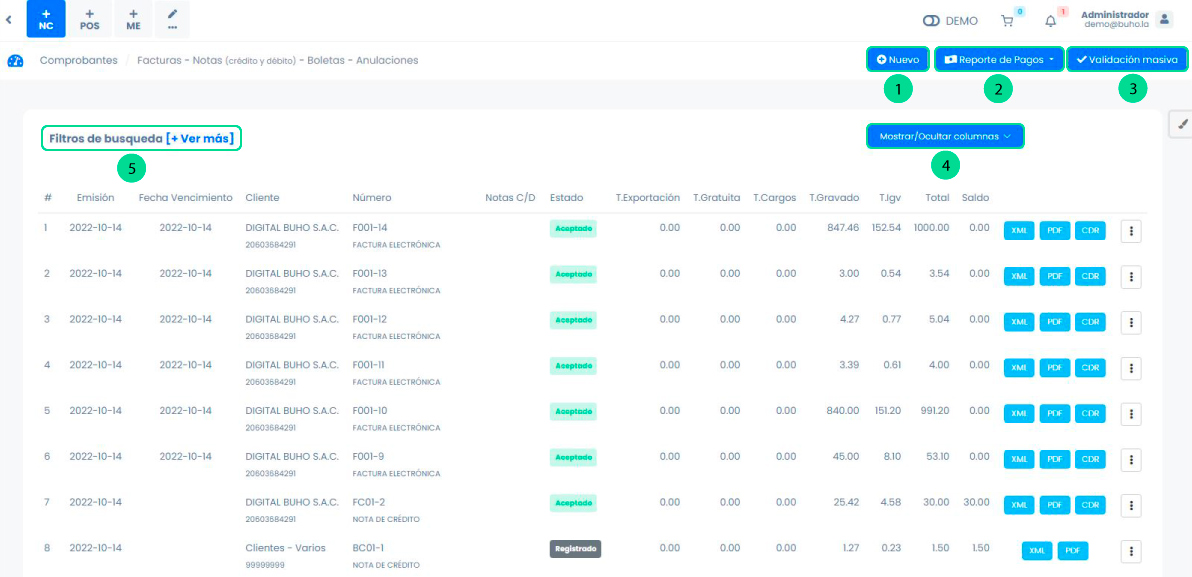 + NC + POS + ME ... DEMO 0 1 Administrador
demo@buho.la
Comprobantes / Facturas - Notas (crédito y débito) - Boletas - Anulaciones Nuevo Reporte de Pagos Validación masiva
1 2 3
Filtros de busqueda [+ Ver más] Mostrar/Ocultar columnas
5 4
# Emisión Fecha Vencimiento Cliente Número Notas C/D Estado T.Exportación T.Gratuita T.Cargos T.Gravado T.Igv Total Saldo
1 2022-10-14 2022-10-14 DIGITAL BUHO S.A.C. F001-14 Aceptado 0.00 0.00 0.00 847.46 152.54 1000.00 0.00 XML PDF CDR
20603684291 FACTURA ELECTRÓNICA
2 2022-10-14 2022-10-14 DIGITAL BUHO S.A.C. F001-13 Aceptado 0.00 0.00 0.00 3.00 0.54 3.54 0.00 XML PDF CDR
20603684291 FACTURA ELECTRÓNICA
3 2022-10-14 2022-10-14 DIGITAL BUHO S.A.C. F001-12 Aceptado 0.00 0.00 0.00 4.27 0.77 5.04 0.00 XML PDF CDR
20603684291 FACTURA ELECTRÓNICA
4 2022-10-14 2022-10-14 DIGITAL BUHO S.A.C. F001-11 Aceptado 0.00 0.00 0.00 3.39 0.61 4.00 0.00 XML PDF CDR
20603684291 FACTURA ELECTRÓNICA
5 2022-10-14 2022-10-14 DIGITAL BUHO S.A.C. F001-10 Aceptado 0.00 0.00 0.00 840.00 151.20 991.20 0.00 XML PDF CDR
20603684291 FACTURA ELECTRÓNICA
6 2022-10-14 2022-10-14 DIGITAL BUHO S.A.C. F001-9 Aceptado 0.00 0.00 0.00 45.00 8.10 53.10 0.00 XML PDF CDR
20603684291 FACTURA ELECTRÓNICA
7 2022-10-14 DIGITAL BUHO S.A.C. FC01-2 Aceptado 0.00 0.00 0.00 25.42 4.58 30.00 30.00 XML PDF CDR
20603684291 NOTA DE CRÉDITO
8 2022-10-14 Clientes - Varios BC01-1 Registrado 0.00 0.00 0.00 1.27 0.23 1.50 1.50 XML PDF
99999999 NOTA DE CRÉDITO